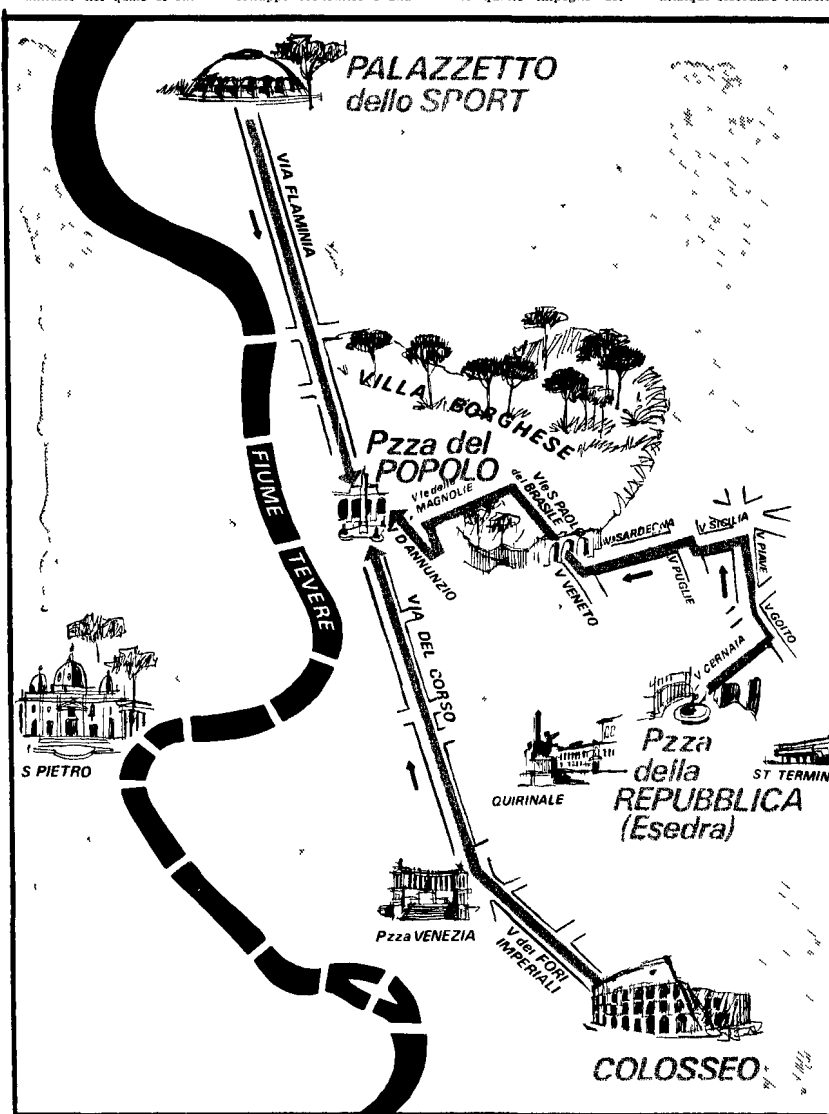 PALAZZETTO
dello SPORT
VIA FLAMINIA
VILLA BORGHESE
Pzza del
POPOLO
V le delle
MAGNOLIE
V le S PAOLO
del BRASILE
V D'ANNUNZIO
V SARDEGNA
V SICILIA
V PIAVE
V PUGLIE
V VENETO
V GOITO
V CERNAIA
FIUME TEVERE
VIA DEL CORSO
S PIETRO
QUIRINALE
Pzza
della
REPUBBLICA
(Esedra)
ST TERMIN
Pzza VENEZIA
V dei FORI
IMPERIALI
COLOSSEO